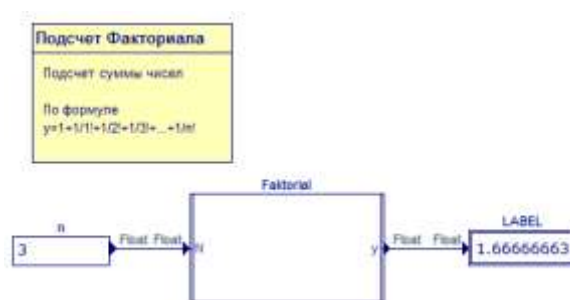 Подсчет Факториала
Подсчет суммы чисел
По формуле
y=1+1/1!+1/2!+1/3!+...+1/n!
Faktorial
n
3
Float Float
N
y
Float Float
LABEL
1.66666663